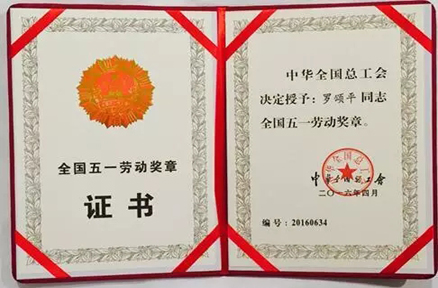 全国五一劳动奖章
证书
中华全国总工会
决定授予：罗颂平同志
全国五一劳动奖章。
中华全国总工会
二〇一六年四月
编号：20160634